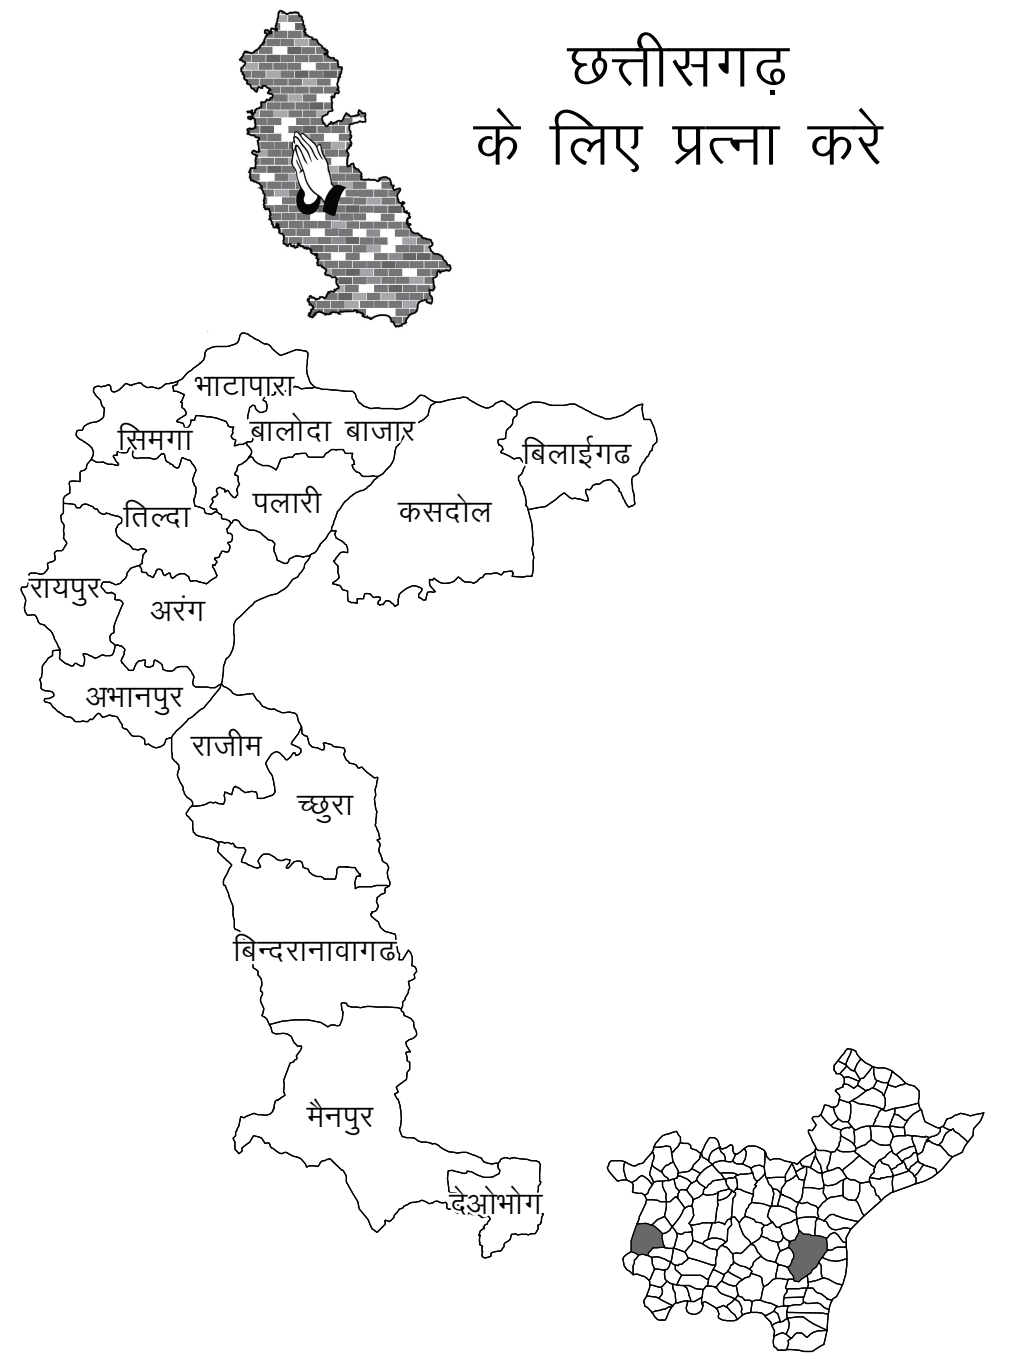 छत्तीसगढ़
के लिए प्रत्ना करे
भाटापारा
सिमगा
बालोदा बाजार
बिलाईगढ
पलारी
कसदोल
तिल्दा
रायपुर
अरंग
अभानपुर
राजीम
च्छुरा
बिन्दरानावागढ
मैनपुर
देओभोग